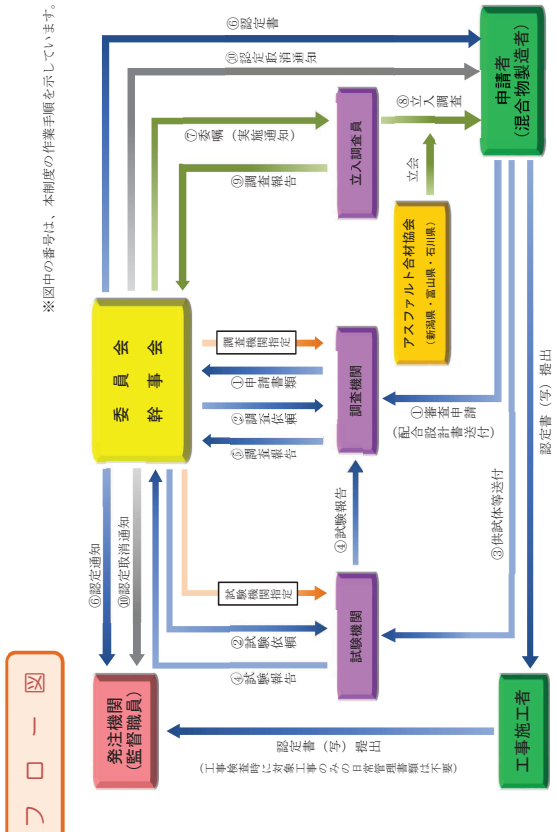 フロー図
※図中の番号は、本制度の作業手順を示しています。
発注機関
(監督職員)
⑥認定通知
⑩認定取消通知
委員会
幹事会
⑥認定書
⑩認定取消通知
⑦委嘱（実施通知）
⑨調査報告
試験機関指定
②試験依頼
④試験報告
調査機関指定
①申請書類
②調査依頼
⑤調査報告
試験機関
④試験報告
調査機関
立入調査員
⑧立入調査
立会
アスファルト合材協会
(新潟県・富山県・石川県)
①審査申請
(配合設計書送付)
③供試体等送付
認定書（写）提出
(工事検査時に対象工事のみの日常管理書類は不要)
工事施工者
認定書（写）提出
申請者
(混合物製造者)